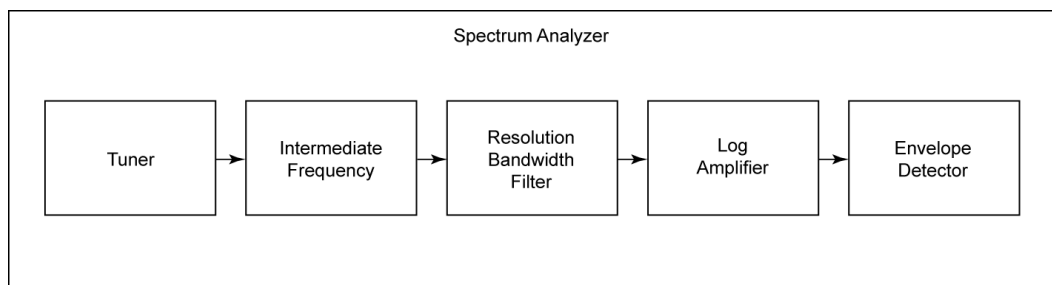 Spectrum Analyzer
Tuner
Intermediate
Frequency
Resolution
Bandwidth
Filter
Log
Amplifier
Envelope
Detector